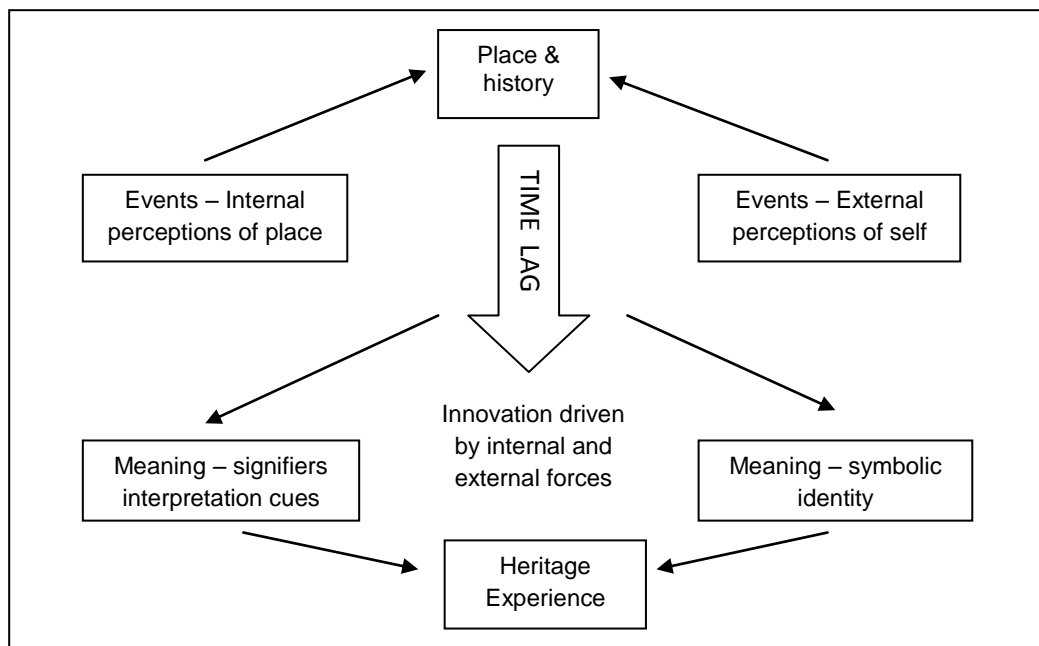 Place &
history
Events – Internal
perceptions of place
TIME LAG
Events – External
perceptions of self
Innovation driven
by internal and
external forces
Meaning – signifiers
interpretation cues
Meaning – symbolic
identity
Heritage
Experience